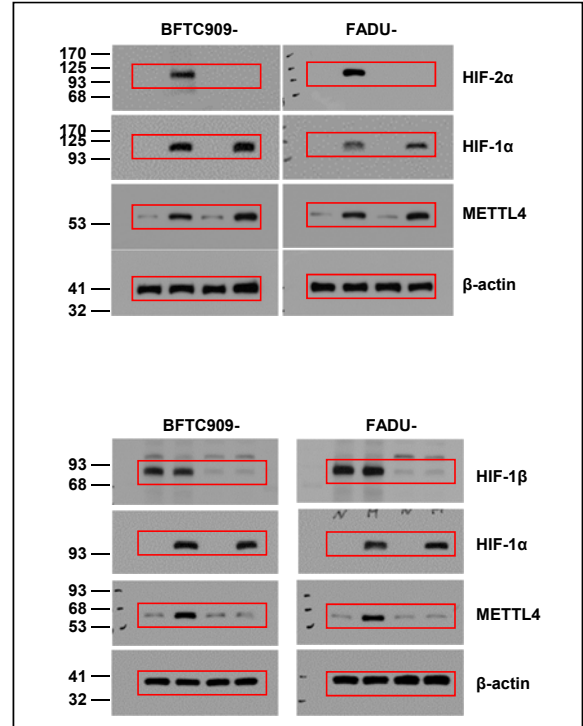 BFTC909- FADU-
170
125
93
68
HIF-2α
170
125
93
HIF-1α
53
METTL4
41
32
β-actin
BFTC909- FADU-
93
68
HIF-1β
N H N H
93
HIF-1α
93
68
53
METTL4
41
32
β-actin